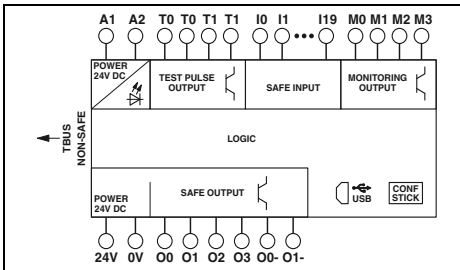 A1 A2 T0 T0 T1 T1 I0 I1 ••• I19 M0 M1 M2 M3
POWER
24V DC
TEST PULSE
OUTPUT
SAFE INPUT
MONITORING
OUTPUT
TBUS
NON-SAFE
LOGIC
POWER
24V DC
SAFE OUTPUT
USB
CONF
STICK
24V 0V O0 O1 O2 O3 O0- O1-